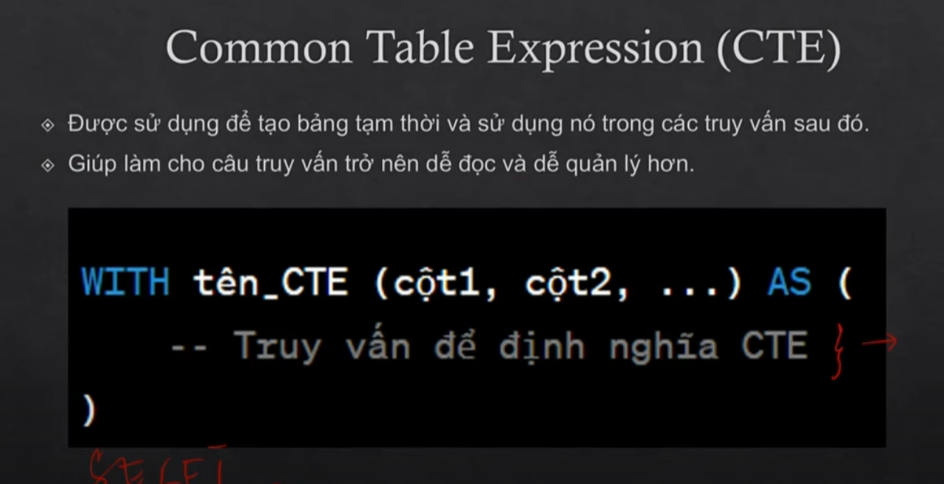 Common Table Expression (CTE)
Được sử dụng để tạo bảng tạm thời và sử dụng nó trong các truy vấn sau đó.
Giúp làm cho câu truy vấn trở nên dễ đọc và dễ quản lý hơn.
WITH tên_CTE (cột1, cột2, ...) AS (
-- Truy vấn để định nghĩa CTE } →
)